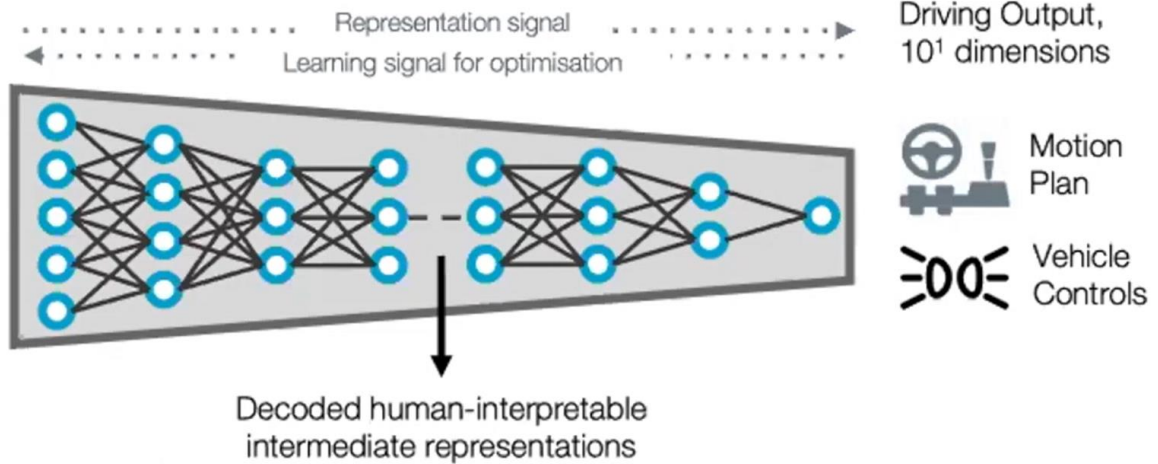 Representation signal
Learning signal for optimisation
Driving Output,
10¹ dimensions
Motion
Plan
Vehicle
Controls
Decoded human-interpretable
intermediate representations